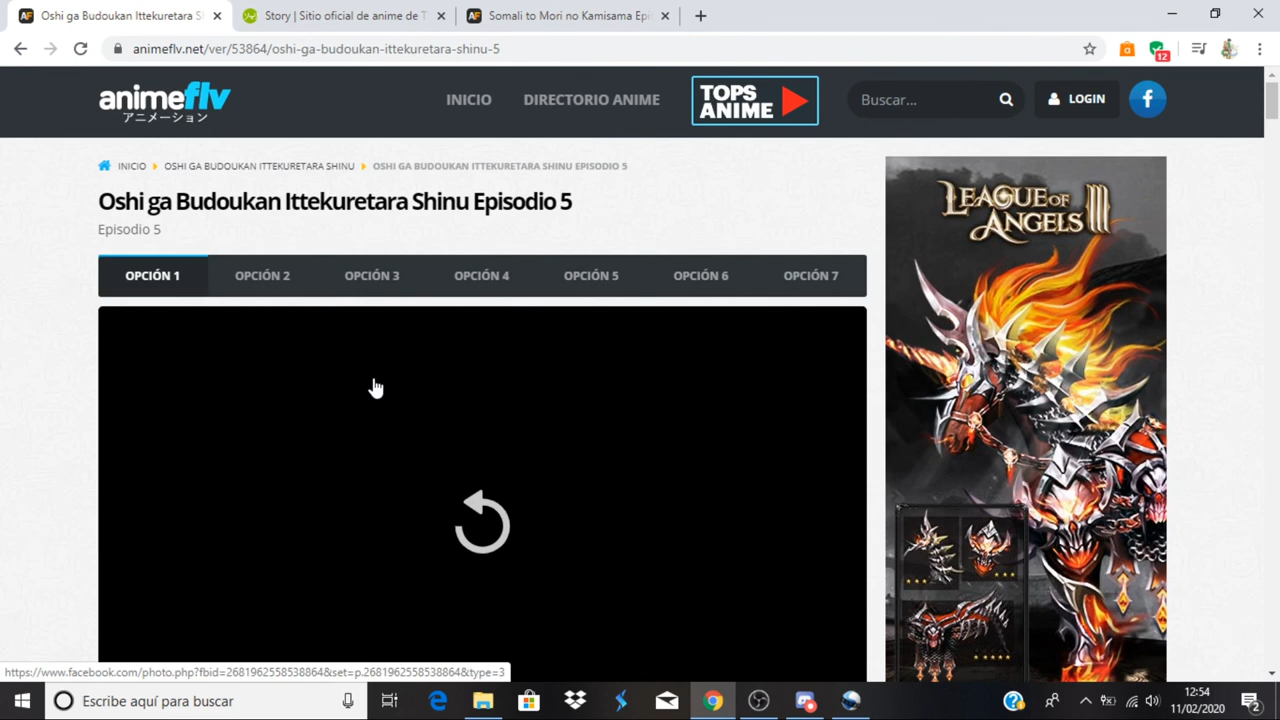 Oshi ga Budoukan Ittekuretara S
Story | Sitio oficial de anime de T
Somali to Mori no Kamisama Epi
animeflv.net/ver/53864/oshi-ga-budoukan-ittekuretara-shinu-5
12
animeflv
アニメーション
INICIO
DIRECTORIO ANIME
TOPS
ANIME
Buscar...
LOGIN
INICIO
OSHI GA BUDOUKAN ITTEKURETARA SHINU
OSHI GA BUDOUKAN ITTEKURETARA SHINU EPISODIO 5
Oshi ga Budoukan Ittekuretara Shinu Episodio 5
Episodio 5
OPCIÓN 1
OPCIÓN 2
OPCIÓN 3
OPCIÓN 4
OPCIÓN 5
OPCIÓN 6
OPCIÓN 7
LEAGUE OF
ANGELS III
https://www.facebook.com/photo.php?fbid=2681962558538864&set=p.2681962558538864&type=3
Escribe aquí para buscar
12:54
11/02/2020
2